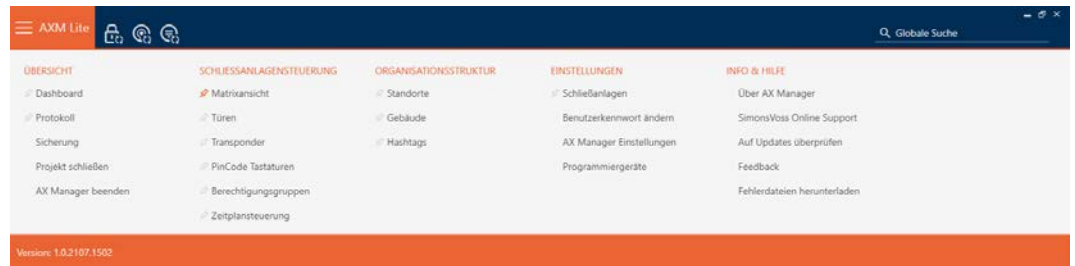 AXM Lite
Globale Suche
ÜBERSICHT
Dashboard
Protokoll
Sicherung
Projekt schließen
AX Manager beenden
SCHLIESSANLAGENSTEUERUNG
Matrixansicht
Türen
Transponder
PinCode Tastaturen
Berechtigungsgruppen
Zeitplansteuerung
ORGANISATIONSSTRUKTUR
Standorte
Gebäude
Hashtags
EINSTELLUNGEN
Schließanlagen
Benutzerkennwort ändern
AX Manager Einstellungen
Programmiergeräte
INFO & HILFE
Über AX Manager
SimonsVoss Online Support
Auf Updates überprüfen
Feedback
Fehlerdateien herunterladen
Version: 1.0.2107.1502